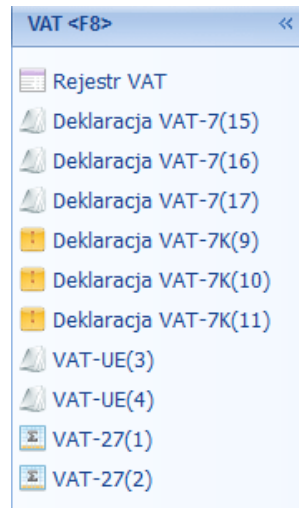 VAT <F8> «
Rejestr VAT
Deklaracja VAT-7(15)
Deklaracja VAT-7(16)
Deklaracja VAT-7(17)
Deklaracja VAT-7K(9)
Deklaracja VAT-7K(10)
Deklaracja VAT-7K(11)
VAT-UE(3)
VAT-UE(4)
VAT-27(1)
VAT-27(2)